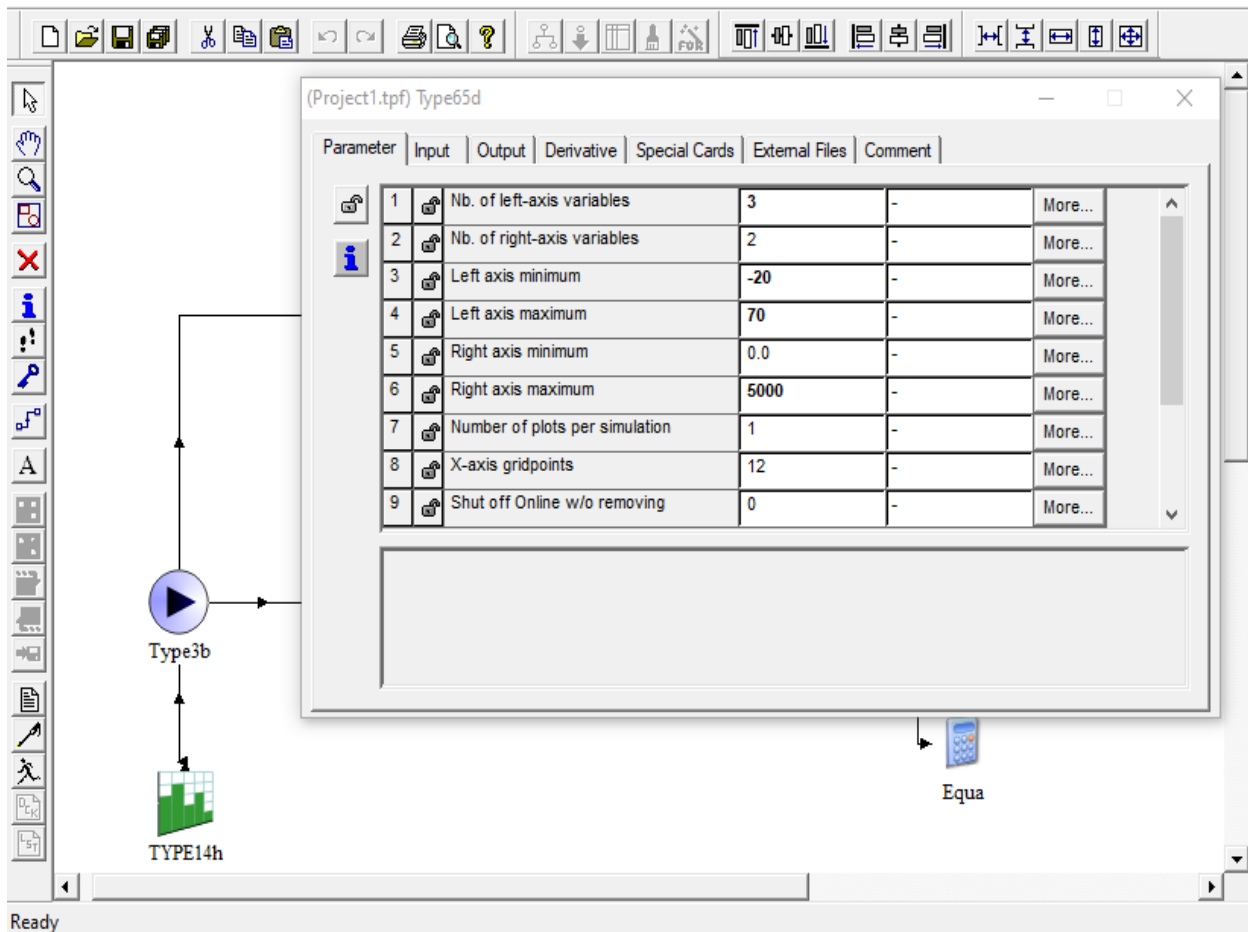 (Project1.tpf) Type65d
Parameter Input Output Derivative Special Cards External Files Comment
1 Nb. of left-axis variables 3 - More...
2 Nb. of right-axis variables 2 - More...
3 Left axis minimum -20 - More...
4 Left axis maximum 70 - More...
5 Right axis minimum 0.0 - More...
6 Right axis maximum 5000 - More...
7 Number of plots per simulation 1 - More...
8 X-axis gridpoints 12 - More...
9 Shut off Online w/o removing 0 - More...
A
Type3b
Equa
TYPE14h
FOR
DCK
LST
Ready